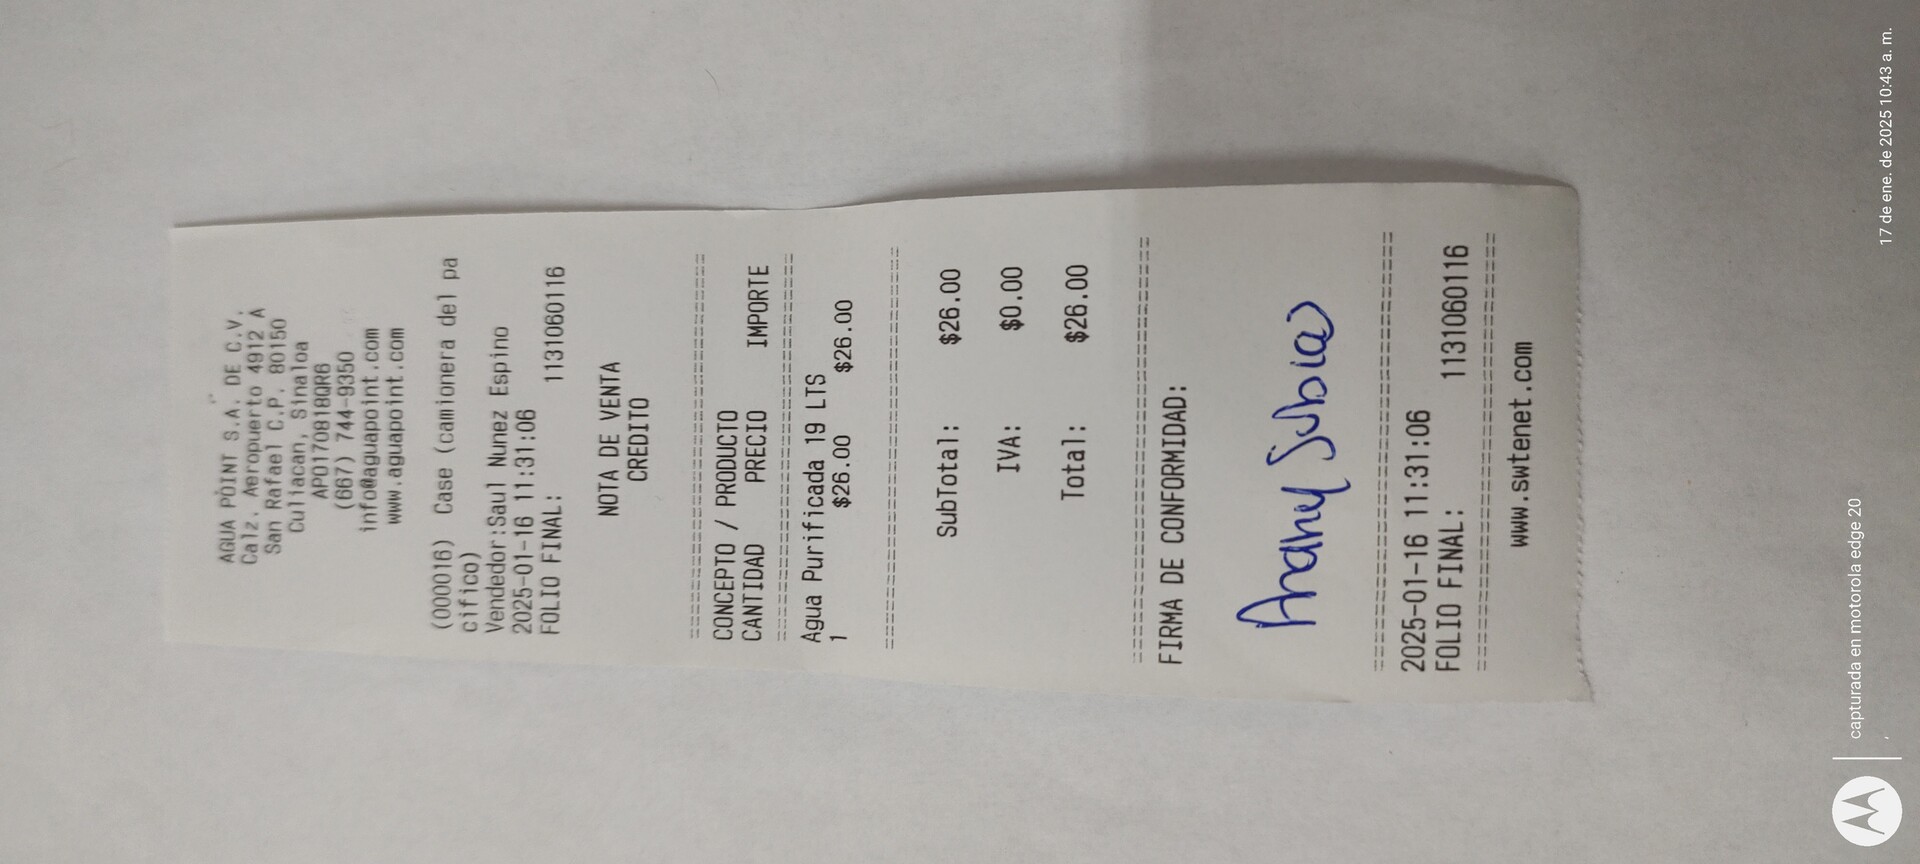 AGUA POINT S.A. DE C.V.
Calz. Aeropuerto 4912 A
San Rafael C.P. 80150
Culiacan, Sinaloa
APO170818QR6
(667) 744-9350
info@aguapoint.com
www.aguapoint.com
(000016) Case (camionera del pa
cifico)
Vendedor:Saul Nunez Espino
2025-01-16 11:31:06
FOLIO FINAL: 1131060116
NOTA DE VENTA
CREDITO
=================================
CONCEPTO / PRODUCTO
CANTIDAD PRECIO IMPORTE
=================================
Agua Purificada 19 LTS
1 $26.00 $26.00
=================================
SubTotal: $26.00
IVA: $0.00
Total: $26.00
=================================
FIRMA DE CONFORMIDAD:
Arahy Subias
=================================
2025-01-16 11:31:06
FOLIO FINAL: 1131060116
=================================
www.swtenet.com
capturada en motorola edge 20
17 de ene. de 2025 10:43 a. m.